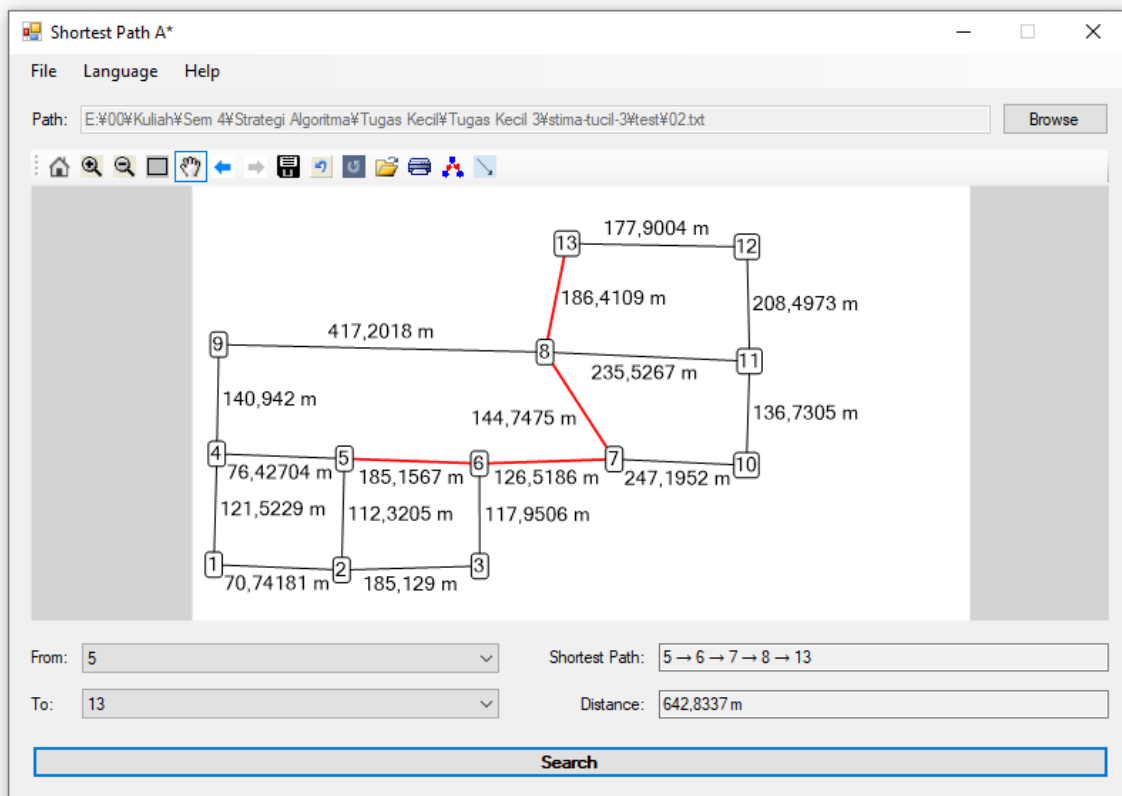 Shortest Path A*
File Language Help
Path: E:¥00¥Kuliah¥Sem 4¥Strategi Algoritma¥Tugas Kecil¥Tugas Kecil 3¥stima-tucil-3¥test¥02.txt Browse
177,9004 m
13 12
186,4109 m 208,4973 m
417,2018 m
9 8 11
235,5267 m
140,942 m 144,7475 m 136,7305 m
4 5 6 7 10
76,42704 m 185,1567 m 126,5186 m 247,1952 m
121,5229 m 112,3205 m 117,9506 m
1 2 3
70,74181 m 185,129 m
From: 5 Shortest Path: 5 → 6 → 7 → 8 → 13
To: 13 Distance: 642,8337 m
Search